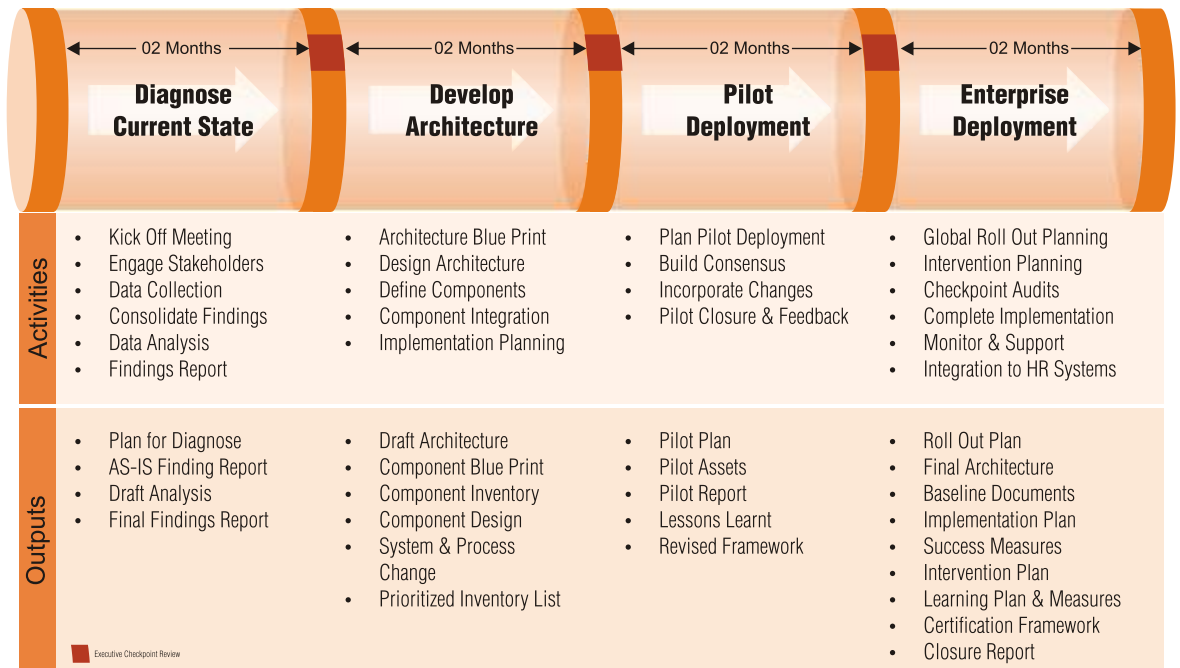 02 Months
02 Months
02 Months
02 Months
Diagnose
Current State
Develop
Architecture
Pilot
Deployment
Enterprise
Deployment
Activities
• Kick Off Meeting
• Engage Stakeholders
• Data Collection
• Consolidate Findings
• Data Analysis
• Findings Report
• Architecture Blue Print
• Design Architecture
• Define Components
• Component Integration
• Implementation Planning
• Plan Pilot Deployment
• Build Consensus
• Incorporate Changes
• Pilot Closure & Feedback
• Global Roll Out Planning
• Intervention Planning
• Checkpoint Audits
• Complete Implementation
• Monitor & Support
• Integration to HR Systems
Outputs
• Plan for Diagnose
• AS-IS Finding Report
• Draft Analysis
• Final Findings Report
• Draft Architecture
• Component Blue Print
• Component Inventory
• Component Design
• System & Process
Change
• Prioritized Inventory List
• Pilot Plan
• Pilot Assets
• Pilot Report
• Lessons Learnt
• Revised Framework
• Roll Out Plan
• Final Architecture
• Baseline Documents
• Implementation Plan
• Success Measures
• Intervention Plan
• Learning Plan & Measures
• Certification Framework
• Closure Report
Executive Checkpoint Review